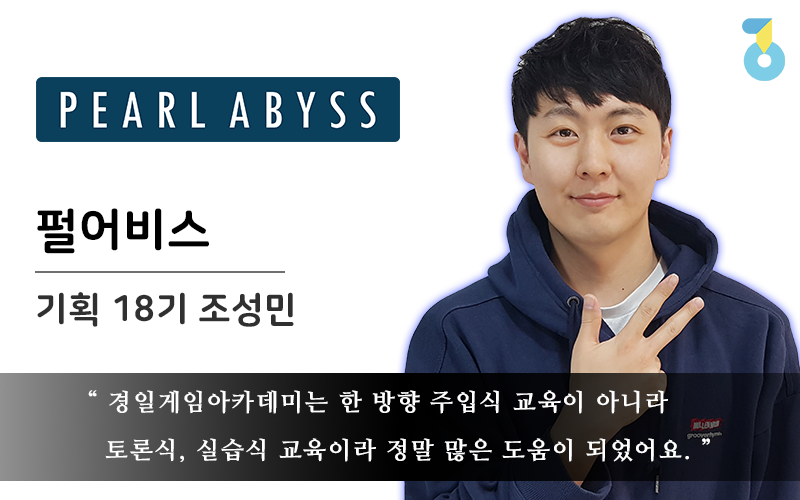 PEARL ABYSS
펄어비스
기획 18기 조성민
“ 경일게임아카데미는 한 방향 주입식 교육이 아니라
토론식, 실습식 교육이라 정말 많은 도움이 되었어요. ”